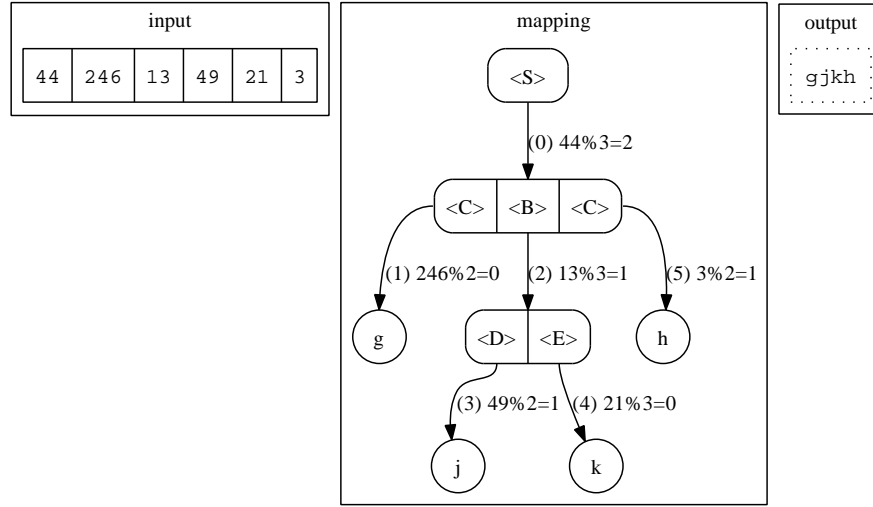 input
44 246 13 49 21 3
mapping
<S>
(0) 44%3=2
<C> <B> <C>
(1) 246%2=0
(2) 13%3=1
(5) 3%2=1
g
<D> <E>
h
(3) 49%2=1
(4) 21%3=0
j
k
output
gjkh